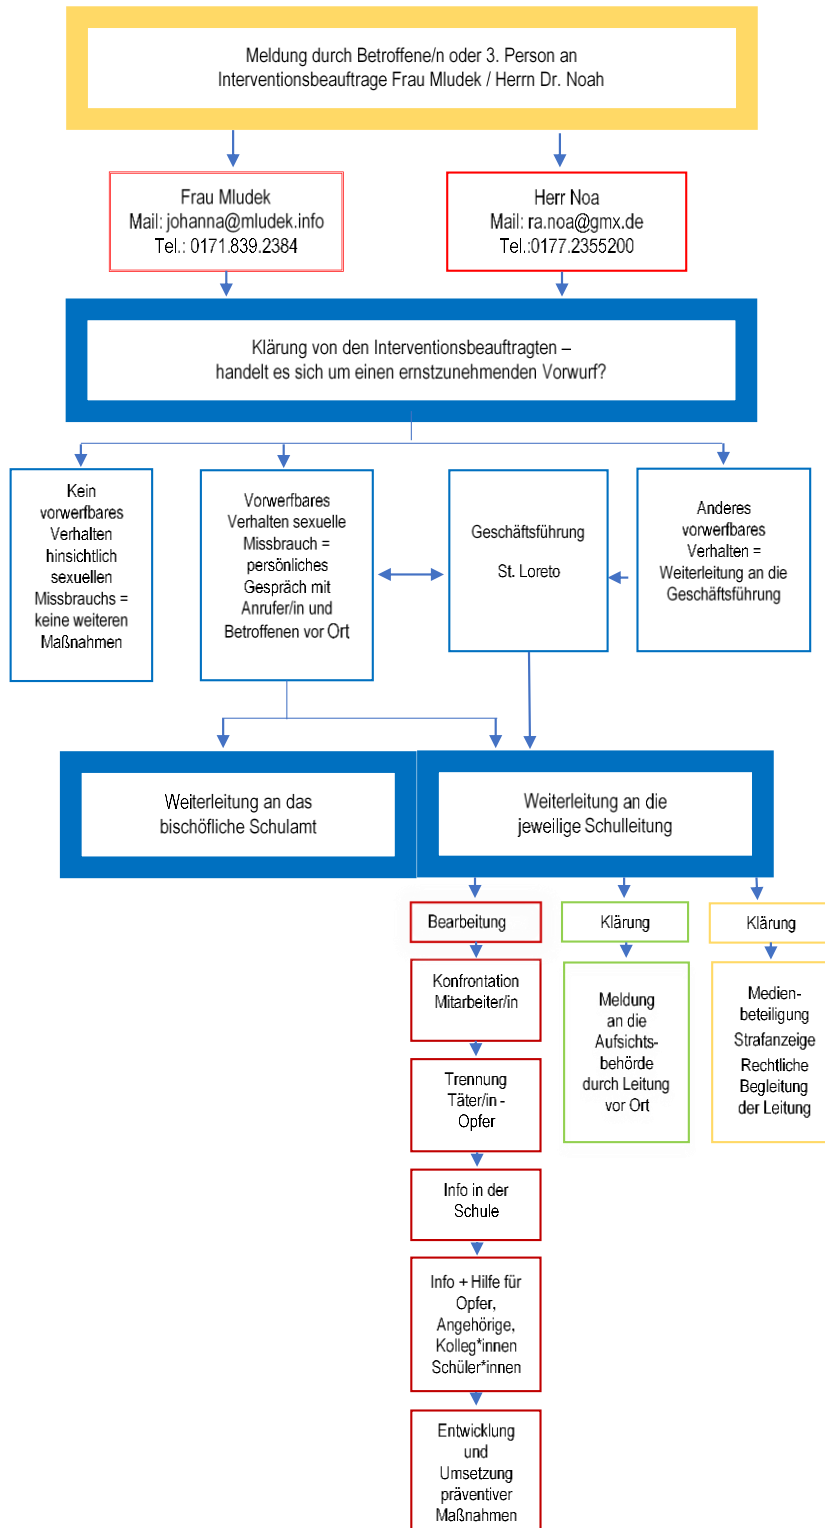 Meldung durch Betroffene/n oder 3. Person an
Interventionsbeauftrage Frau Mludek / Herrn Dr. Noah
Frau Mludek
Mail: johanna@mludek.info
Tel.: 0171.839.2384
Herr Noa
Mail: ra.noa@gmx.de
Tel.:0177.2355200
Klärung von den Interventionsbeauftragten –
handelt es sich um einen ernstzunehmenden Vorwurf?
Kein
vorwerfbares
Verhalten
hinsichtlich
sexuellen
Missbrauchs =
keine weiteren
Maßnahmen
Vorwerfbares
Verhalten sexuelle
Missbrauch =
persönliches
Gespräch mit
Anrufer/in und
Betroffenen vor Ort
Geschäftsführung
St. Loreto
Anderes
vorwerfbares
Verhalten =
Weiterleitung an die
Geschäftsführung
Weiterleitung an das
bischöfliche Schulamt
Weiterleitung an die
jeweilige Schulleitung
Bearbeitung
Konfrontation
Mitarbeiter/in
Trennung
Täter/in -
Opfer
Info in der
Schule
Info + Hilfe für
Opfer,
Angehörige,
Kolleg*innen
Schüler*innen
Entwicklung
und
Umsetzung
präventiver
Maßnahmen
Klärung
Meldung
an die
Aufsichts-
behörde
durch Leitung
vor Ort
Klärung
Medien-
beteiligung
Strafanzeige
Rechtliche
Begleitung
der Leitung